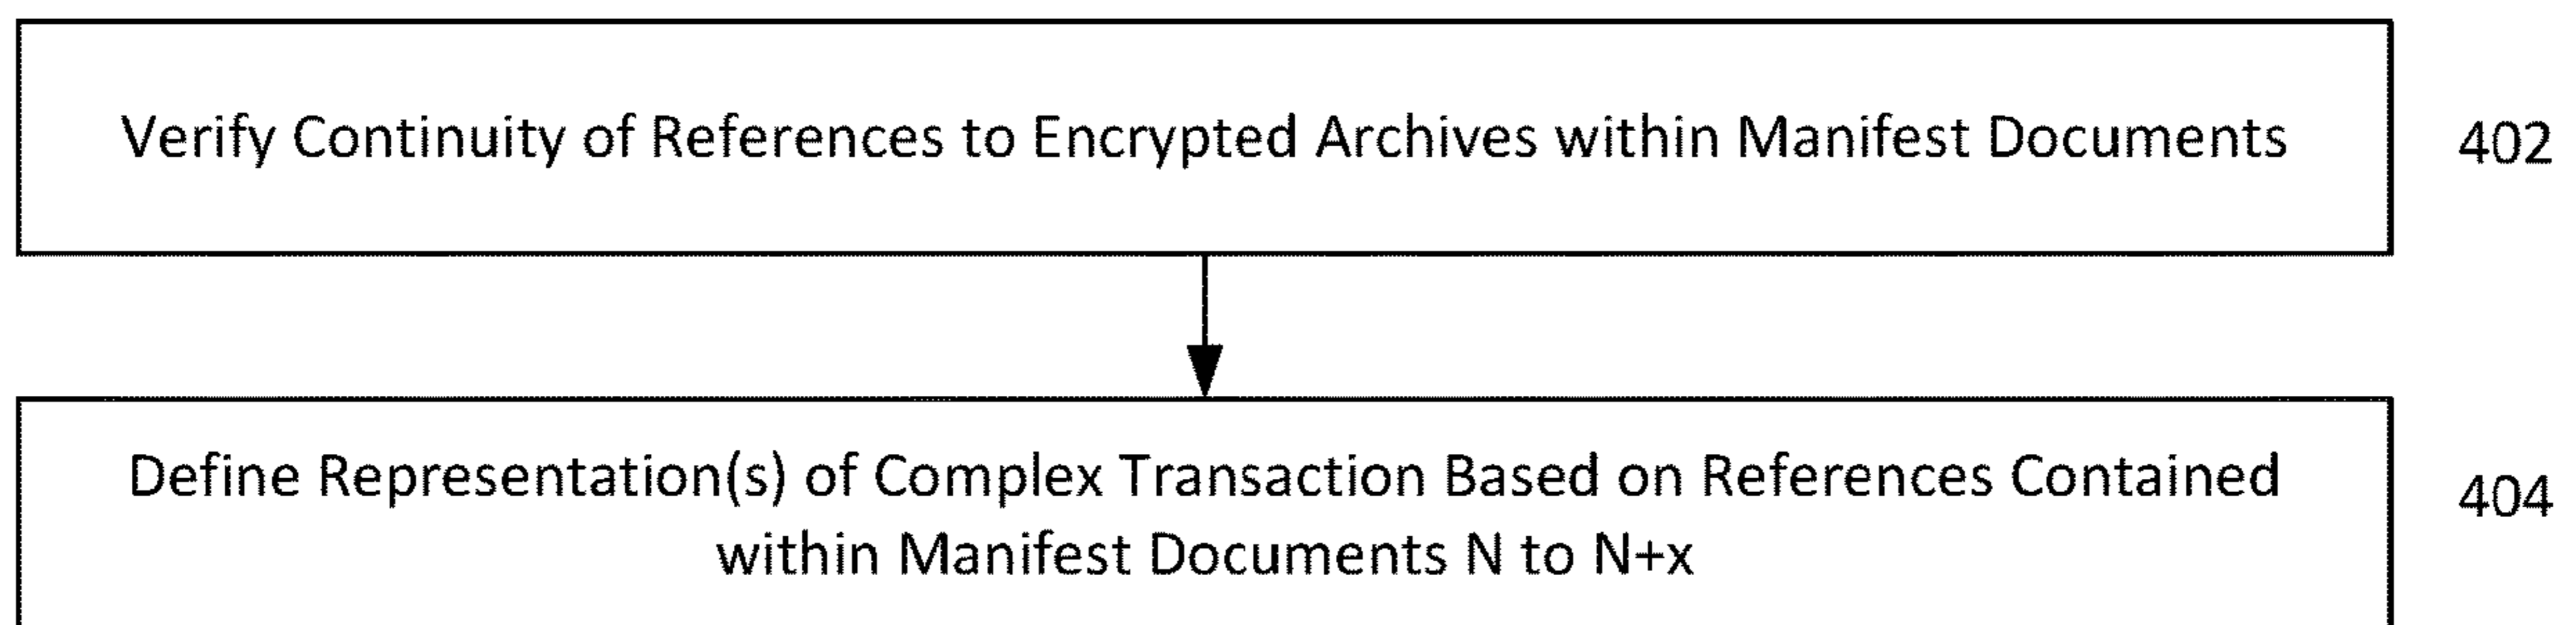 Verify Continuity of References to Encrypted Archives within Manifest Documents
402
Define Representation(s) of Complex Transaction Based on References Contained
within Manifest Documents N to N+x
404